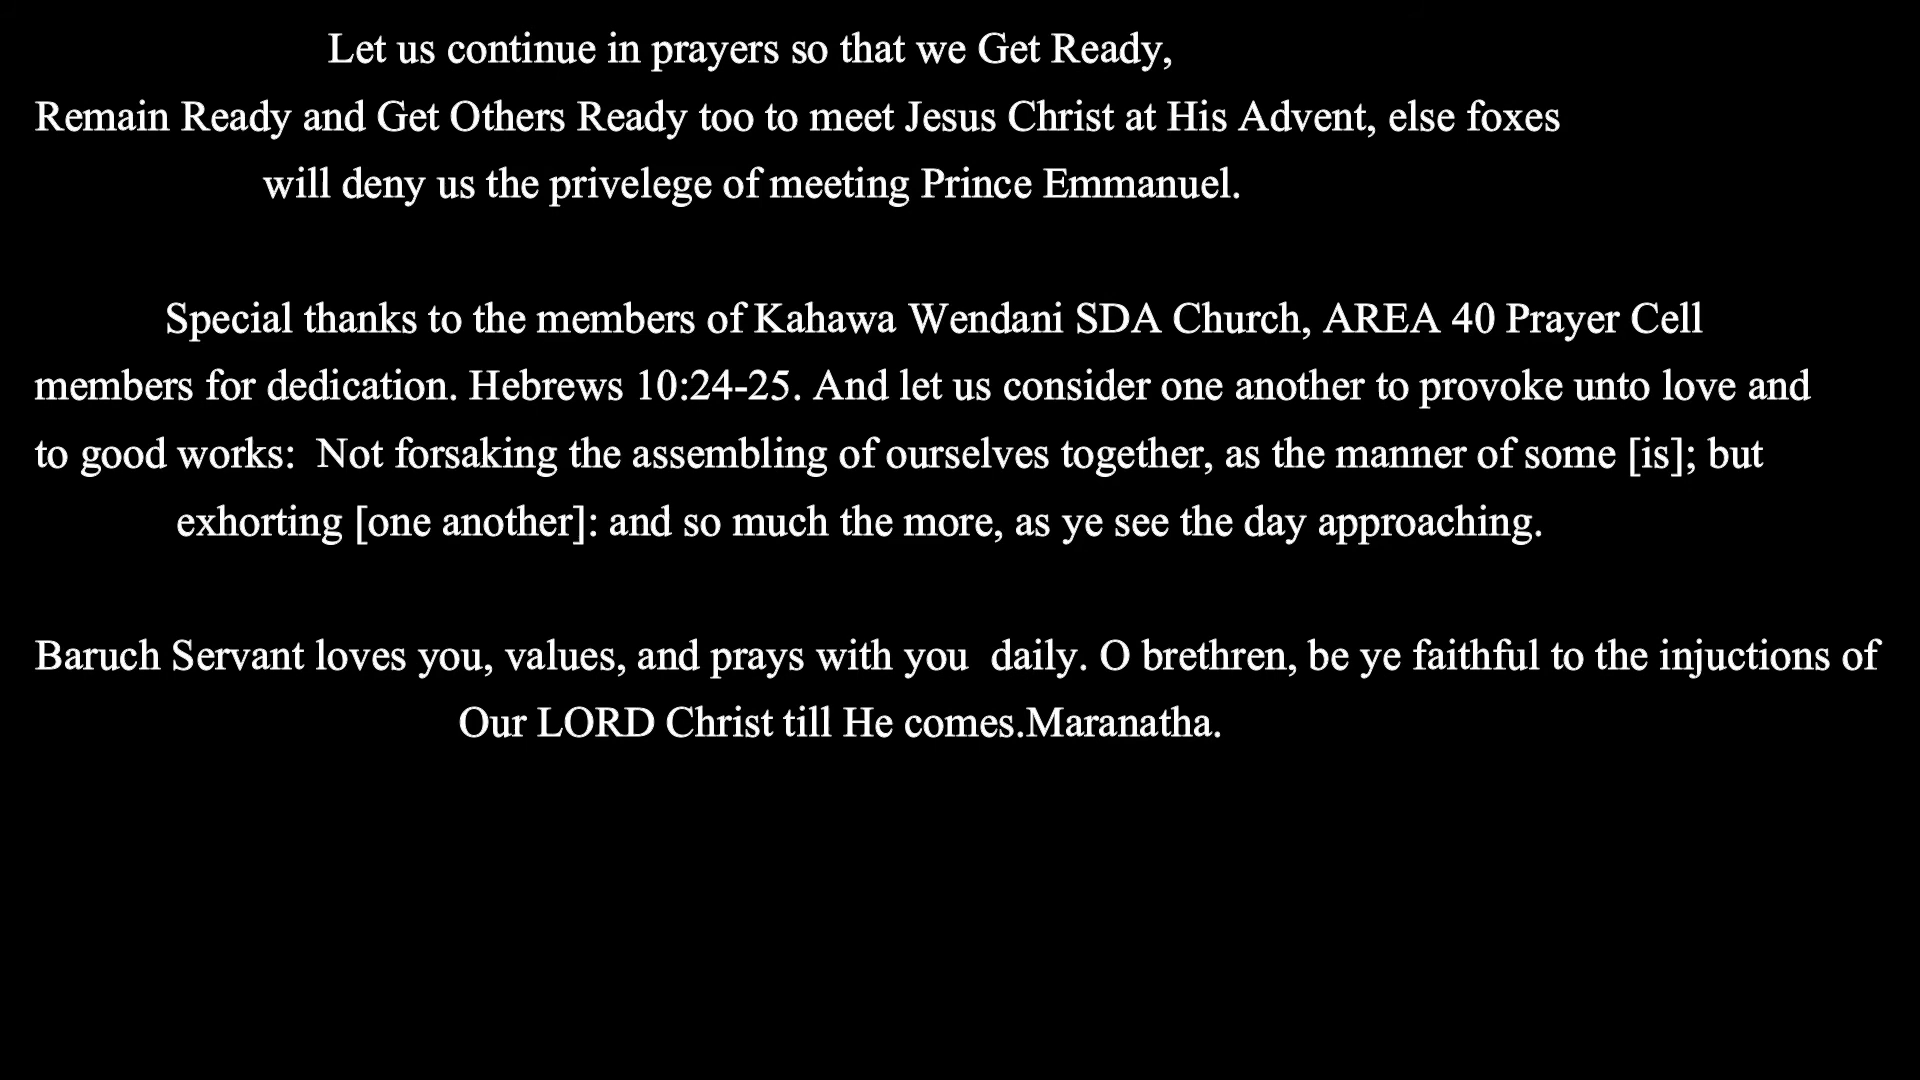 Let us continue in prayers so that we Get Ready,
Remain Ready and Get Others Ready too to meet Jesus Christ at His Advent, else foxes
will deny us the privelege of meeting Prince Emmanuel.
Special thanks to the members of Kahawa Wendani SDA Church, AREA 40 Prayer Cell
members for dedication. Hebrews 10:24-25. And let us consider one another to provoke unto love and
to good works:  Not forsaking the assembling of ourselves together, as the manner of some [is]; but
exhorting [one another]: and so much the more, as ye see the day approaching.
Baruch Servant loves you, values, and prays with you  daily. O brethren, be ye faithful to the injuctions of
Our LORD Christ till He comes.Maranatha.